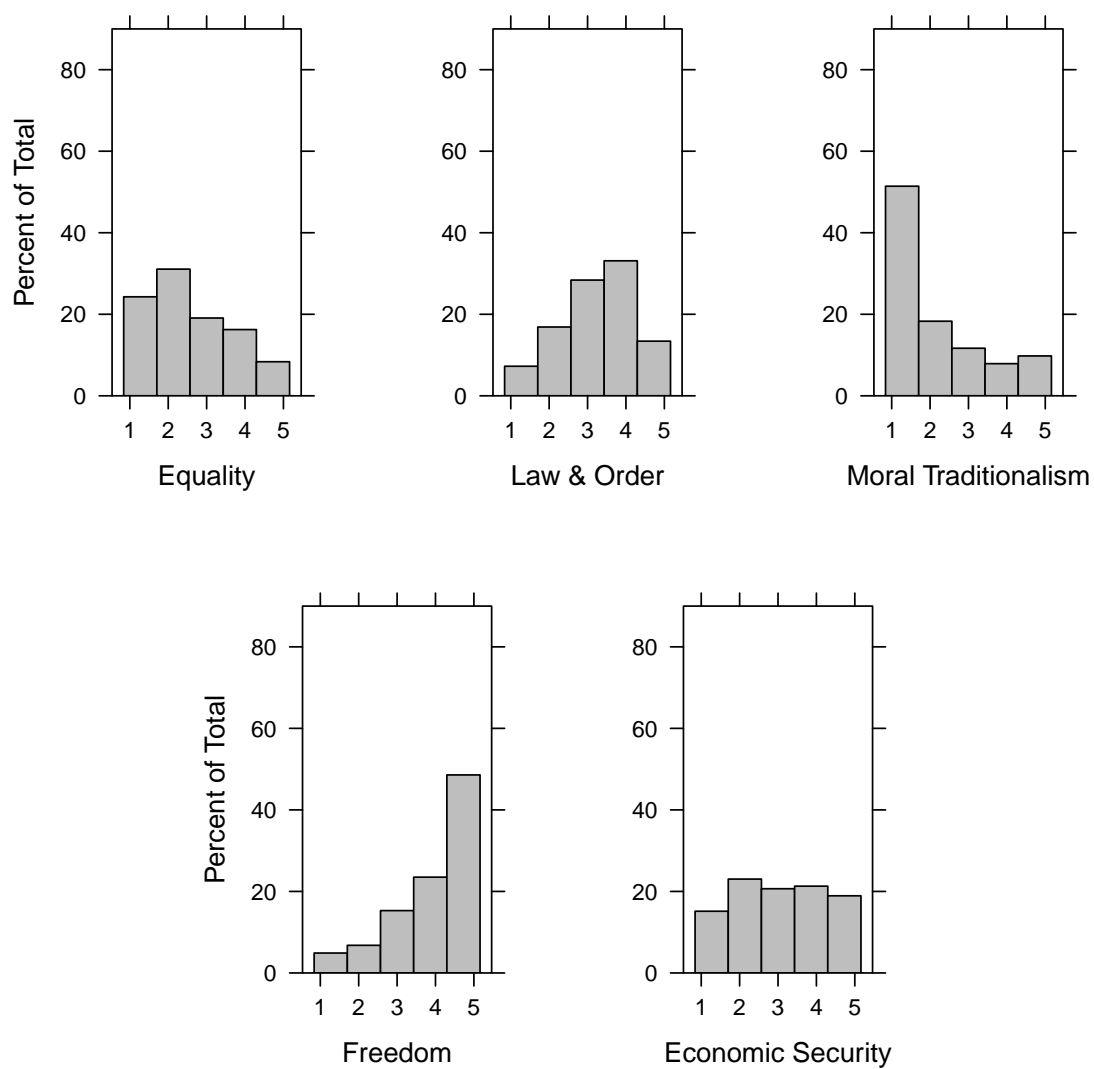 Percent of Total
80
60
40
20
0
1 2 3 4 5
Equality
80
60
40
20
0
1 2 3 4 5
Law & Order
80
60
40
20
0
1 2 3 4 5
Moral Traditionalism
Percent of Total
80
60
40
20
0
1 2 3 4 5
Freedom
80
60
40
20
0
1 2 3 4 5
Economic Security